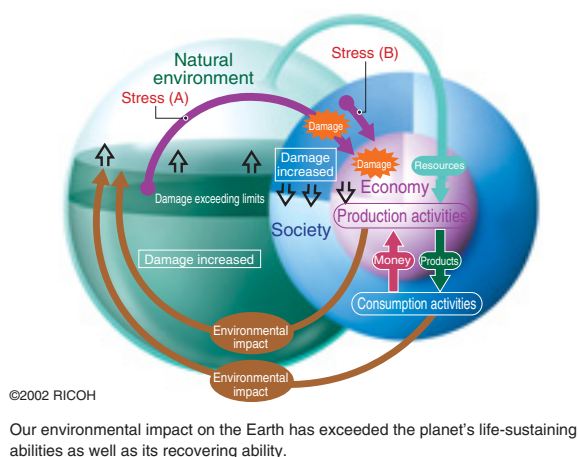 Natural
environment
Stress (A)
Stress (B)
Damage
Damage
Damage
increased
Resources
Economy
Damage exceeding limits
Production activities
Society
Damage increased
Money
Products
Consumption activities
Environmental
impact
Environmental
impact
©2002 RICOH
Our environmental impact on the Earth has exceeded the planet's life-sustaining
abilities as well as its recovering ability.